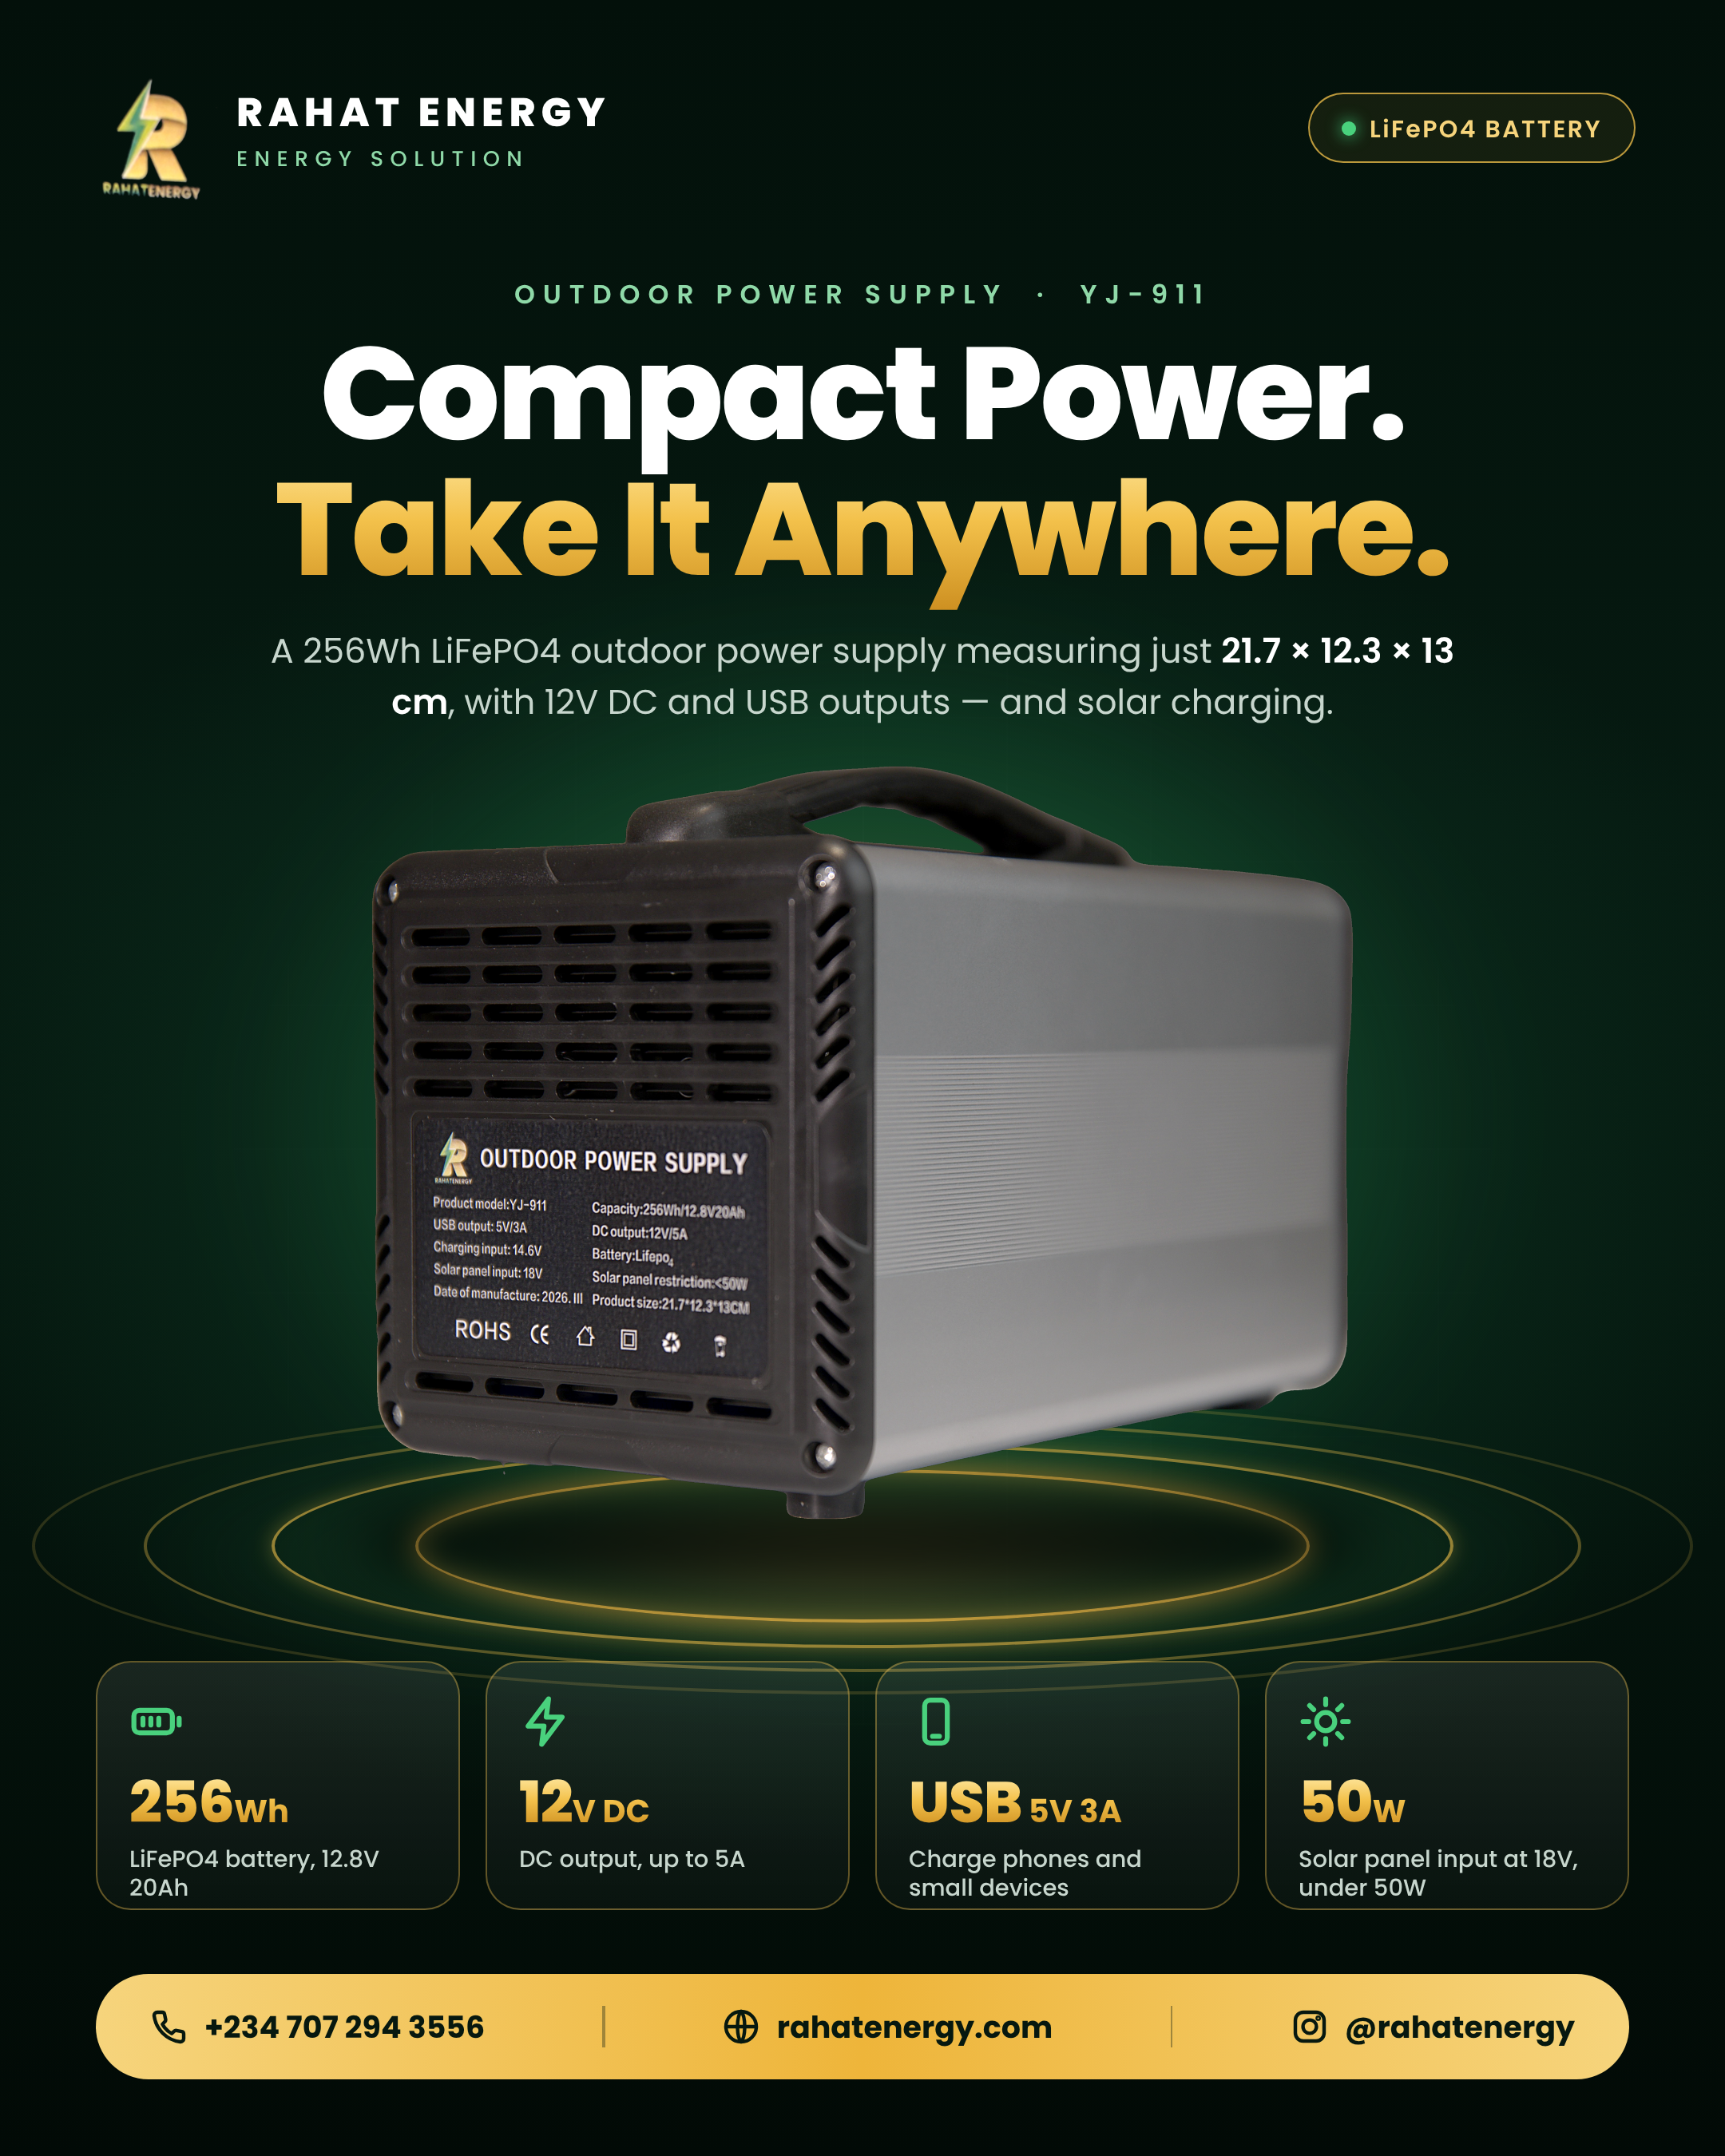 RAHATENERGY
RAHAT ENERGY
ENERGY SOLUTION
LiFePO4 BATTERY
OUTDOOR POWER SUPPLY · YJ-911
Compact Power.
Take It Anywhere.
A 256Wh LiFePO4 outdoor power supply measuring just 21.7 × 12.3 × 13
cm, with 12V DC and USB outputs — and solar charging.
RAHATENERGY
OUTDOOR POWER SUPPLY
Product model:YJ-911
USB output: 5V/3A
Charging input: 14.6V
Solar panel input: 18V
Date of manufacture: 2026. III
Capacity:256Wh/12.8V20Ah
DC output:12V/5A
Battery:Lifepo₄
Solar panel restriction:<50W
Product size:21.7*12.3*13CM
ROHS CE
256Wh
LiFePO4 battery, 12.8V
20Ah
12V DC
DC output, up to 5A
USB 5V 3A
Charge phones and
small devices
50W
Solar panel input at 18V,
under 50W
+234 707 294 3556
rahatenergy.com
@rahatenergy